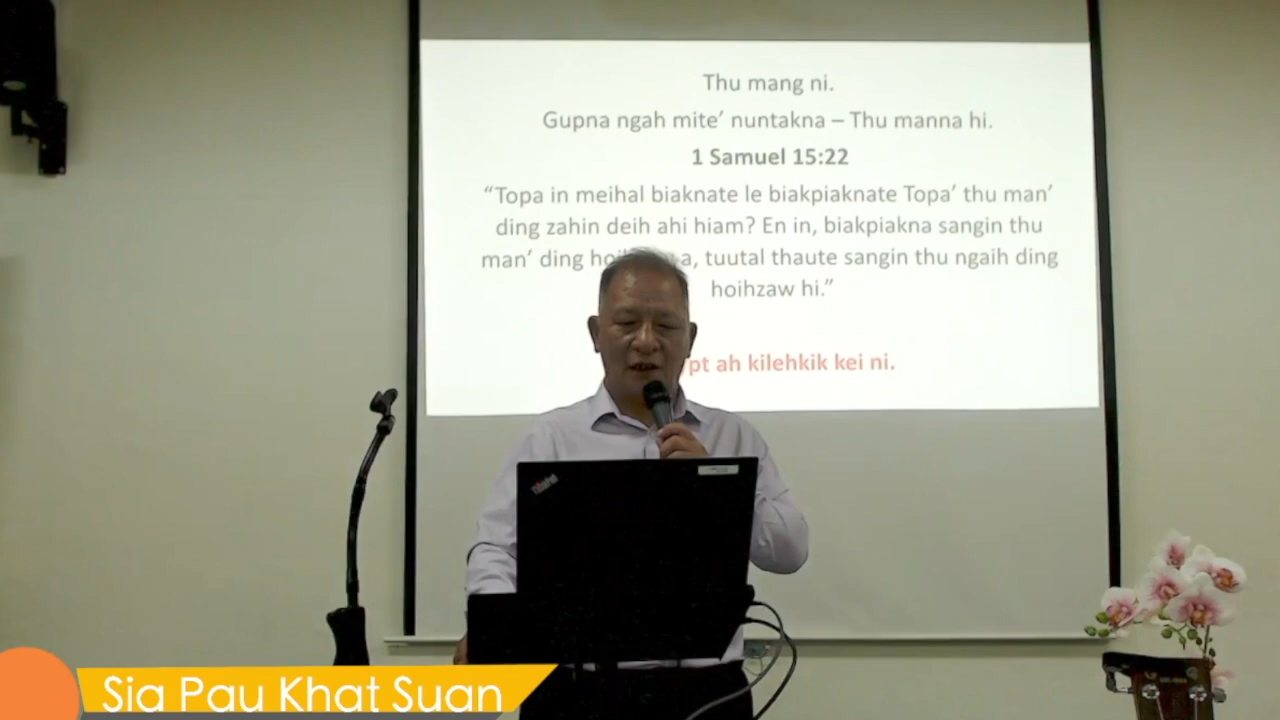 Thu mang ni.
Gupna ngah mite’ nuntakna – Thu manna hi.
1 Samuel 15:22
“Topa in meihal biaknate le biakpiaknate Topa’ thu man’
ding zahin deih ahi hiam? En in, biakpiakna sangin thu
man’ ding a, tuutal thaute sangin thu ngaih ding
hoihzaw hi.”
ah kilehkik kei ni.
ThinkPad
Sia Pau Khat Suan